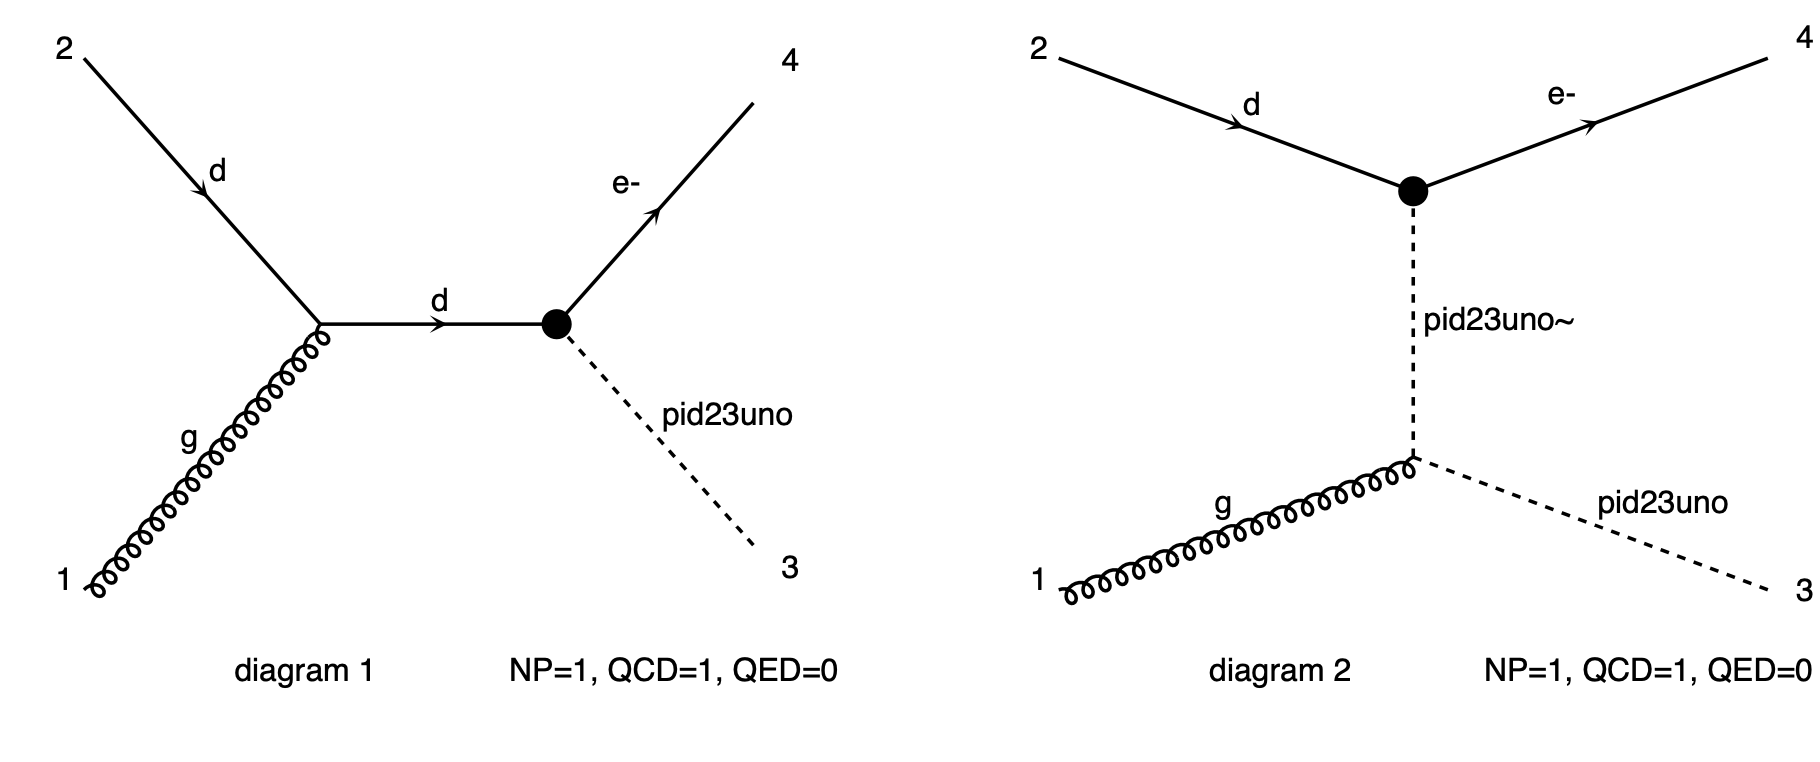 2
4
d
e-
d
g
pid23uno
1
3
diagram 1
NP=1, QCD=1, QED=0
2
4
d
e-
pid23uno~
g
pid23uno
1
3
diagram 2
NP=1, QCD=1, QED=0